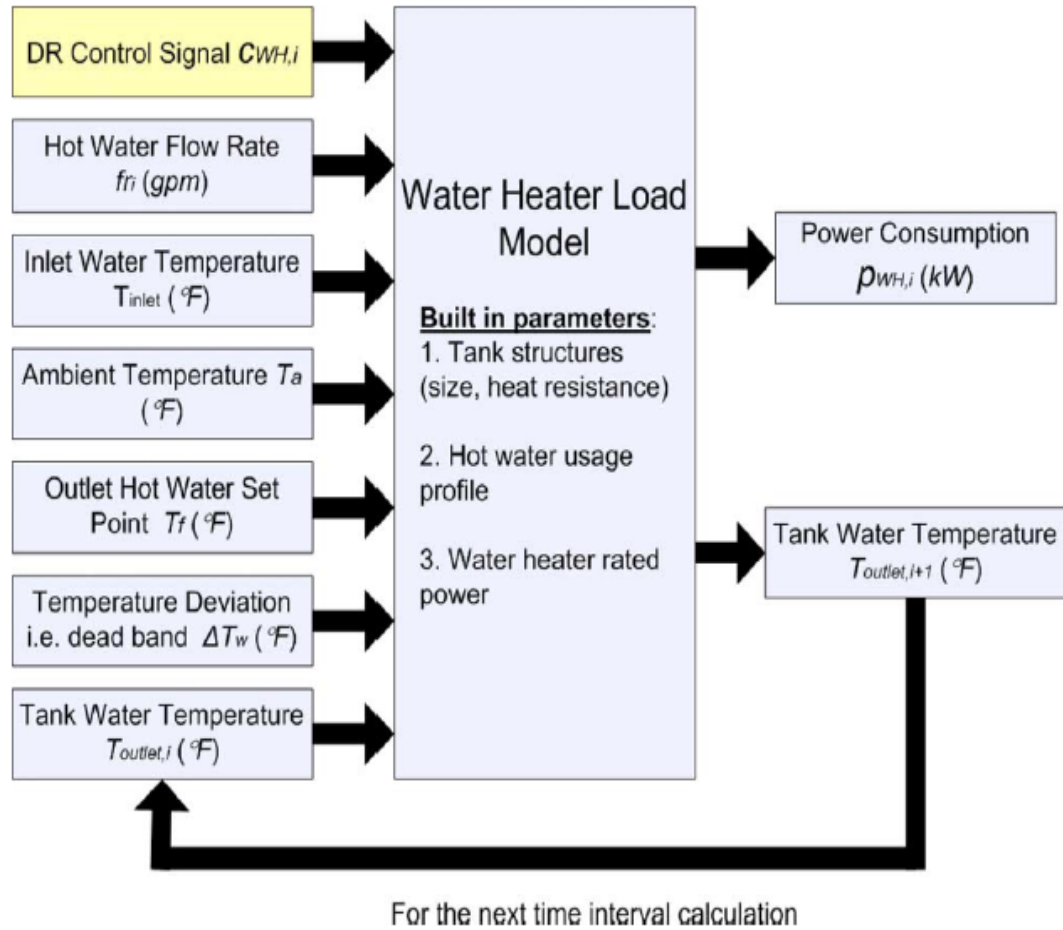 DR Control Signal CWH,i
Hot Water Flow Rate
fri (gpm)
Inlet Water Temperature
Tinlet (°F)
Ambient Temperature Ta
(°F)
Outlet Hot Water Set
Point Tf (°F)
Temperature Deviation
i.e. dead band ΔTw (°F)
Tank Water Temperature
Toutlet,i (°F)
Water Heater Load
Model
Built in parameters:
1. Tank structures
(size, heat resistance)
2. Hot water usage
profile
3. Water heater rated
power
Power Consumption
pWH,i (kW)
Tank Water Temperature
Toutlet,i+1 (°F)
For the next time interval calculation